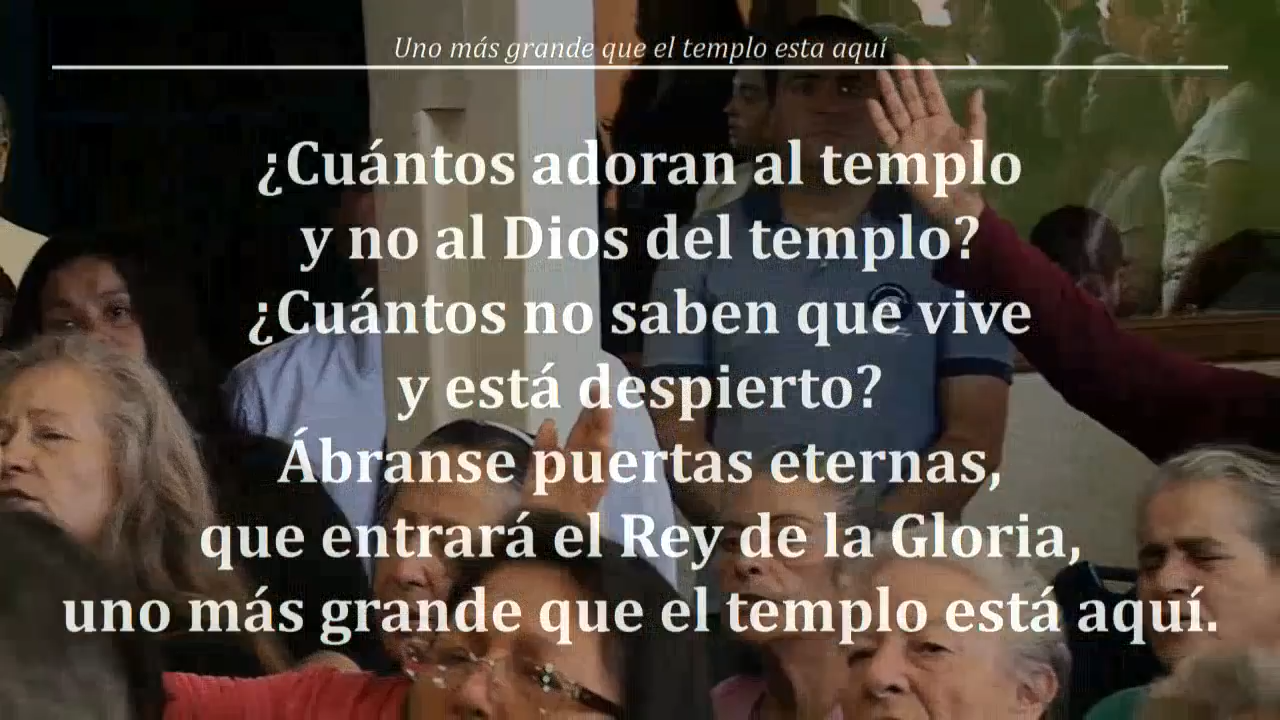 Uno más grande que el templo esta aquí
¿Cuántos adoran al templo
y no al Dios del templo?
¿Cuántos no saben que vive
y está despierto?
Ábranse puertas eternas,
que entrará el Rey de la Gloria,
uno más grande que el templo está aquí.